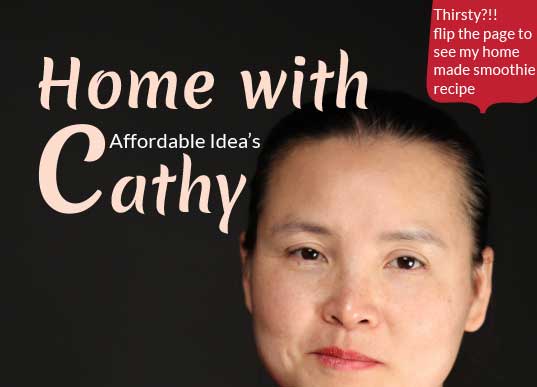 Home with
Affordable Idea's
Cathy
Thirsty?!!
flip the page to
see my home
made smoothie
recipe